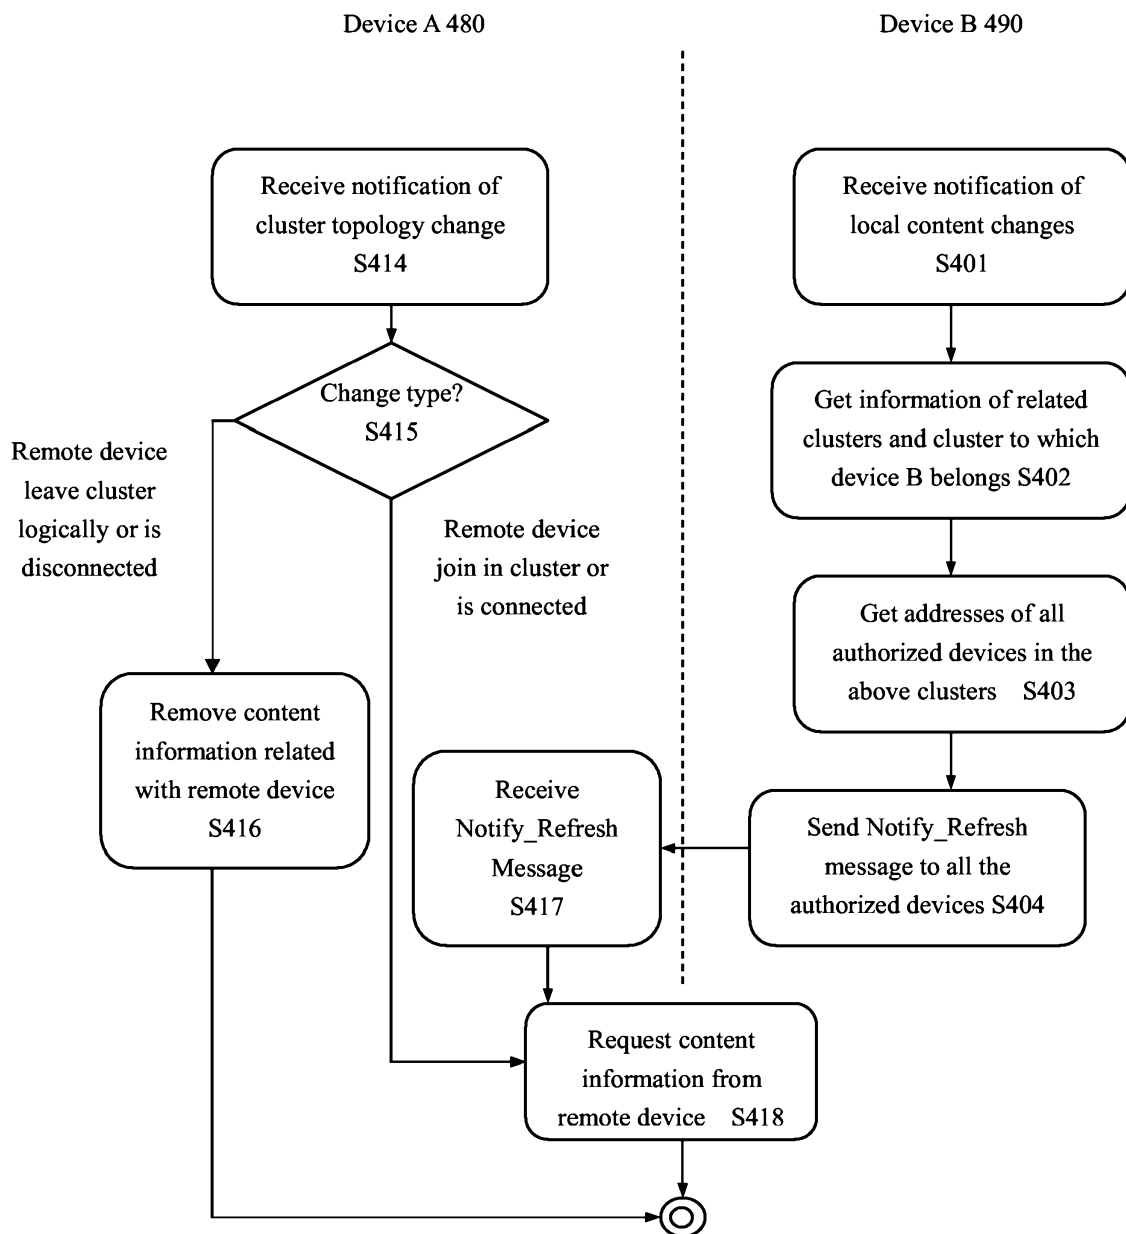 Device A 480
Device B 490
Receive notification of
cluster topology change
S414
Receive notification of
local content changes
S401
Change type?
S415
Get information of related
clusters and cluster to which
device B belongs S402
Remote device
leave cluster
logically or is
disconnected
Remote device
join in cluster or
is connected
Get addresses of all
authorized devices in the
above clusters S403
Remove content
information related
with remote device
S416
Receive
Notify_Refresh
Message
S417
Send Notify_Refresh
message to all the
authorized devices S404
Request content
information from
remote device S418